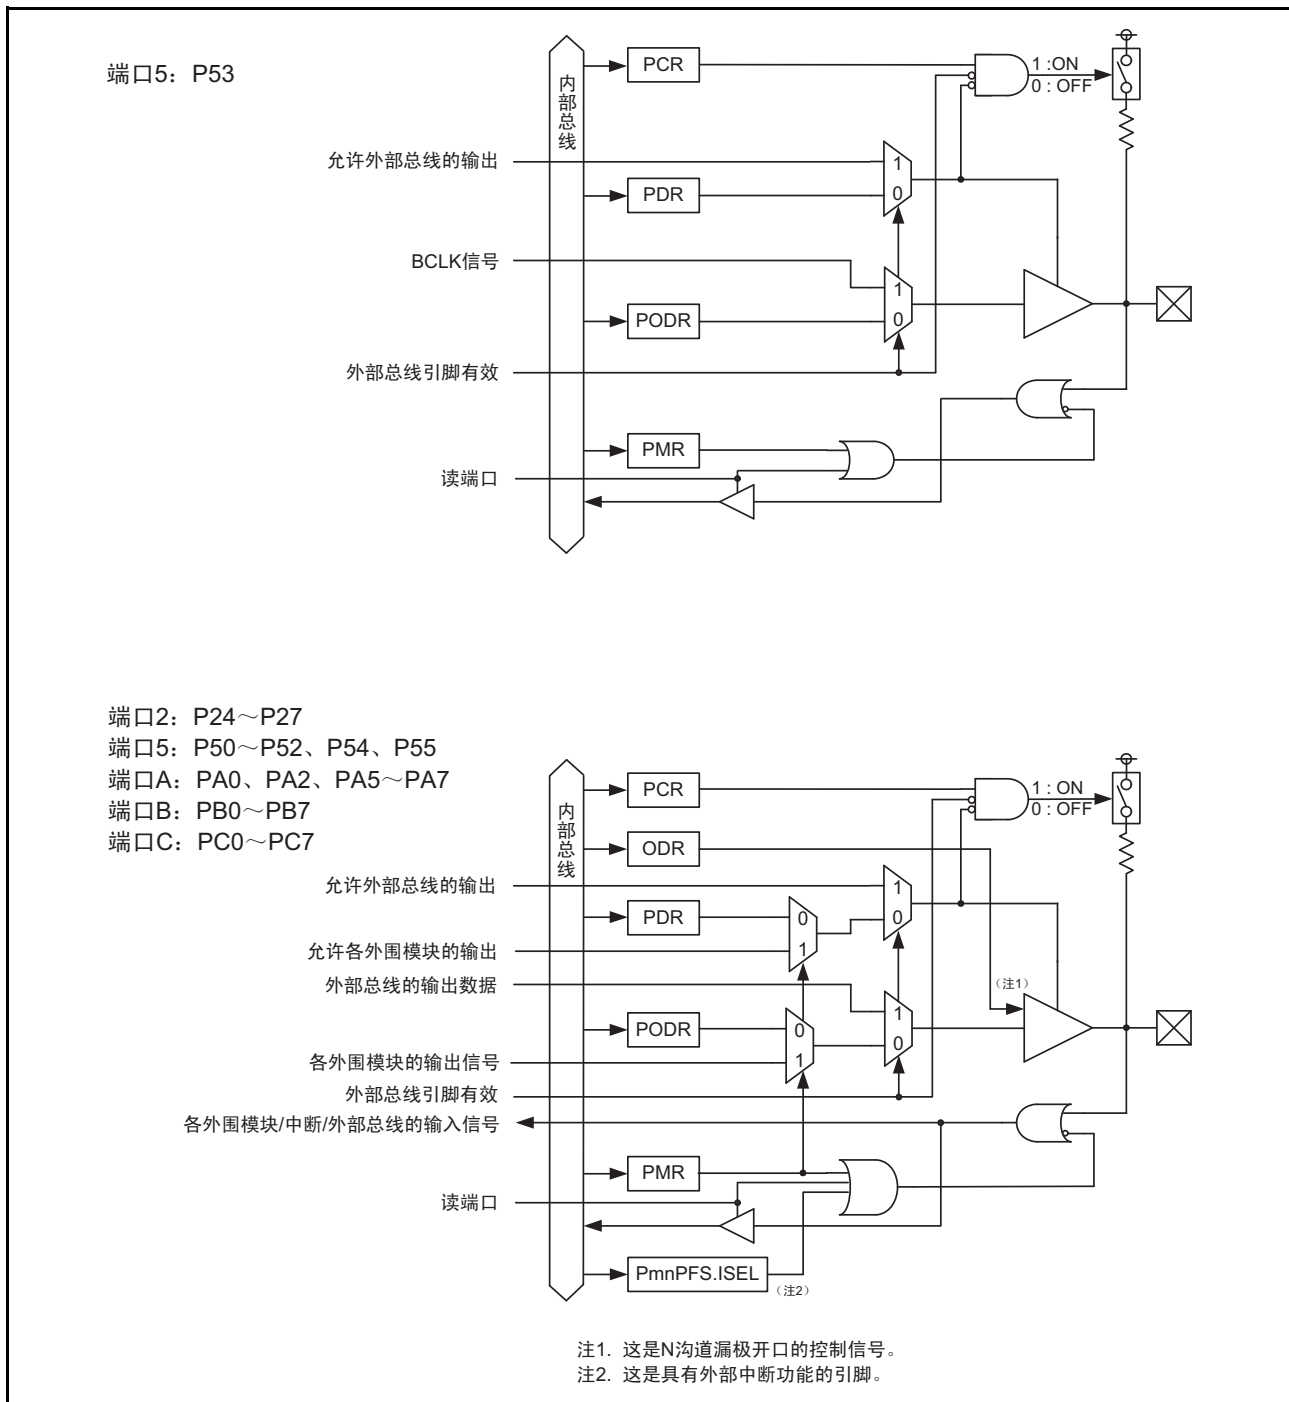 端口5：P53
内部总线
PCR
1 :ON
0 : OFF
允许外部总线的输出
1
PDR
0
BCLK信号
1
PODR
0
外部总线引脚有效
PMR
读端口
端口2：P24～P27
端口5：P50～P52、P54、P55
端口A：PA0、PA2、PA5～PA7
端口B：PB0～PB7
端口C：PC0～PC7
内部总线
PCR
1 : ON
0 : OFF
ODR
允许外部总线的输出
1
PDR
0
0
允许各外围模块的输出
1
外部总线的输出数据
（注1）
1
PODR
0
0
各外围模块的输出信号
1
外部总线引脚有效
各外围模块/中断/外部总线的输入信号
PMR
读端口
PmnPFS.ISEL
（注2）
注1. 这是N沟道漏极开口的控制信号。
注2. 这是具有外部中断功能的引脚。